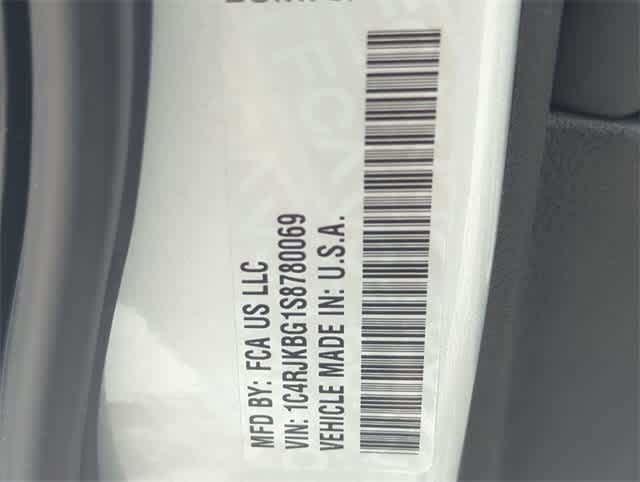 MFD BY: FCA US LLC
VIN: 1C4RJKBG1S8780069
VEHICLE MADE IN: U.S.A.